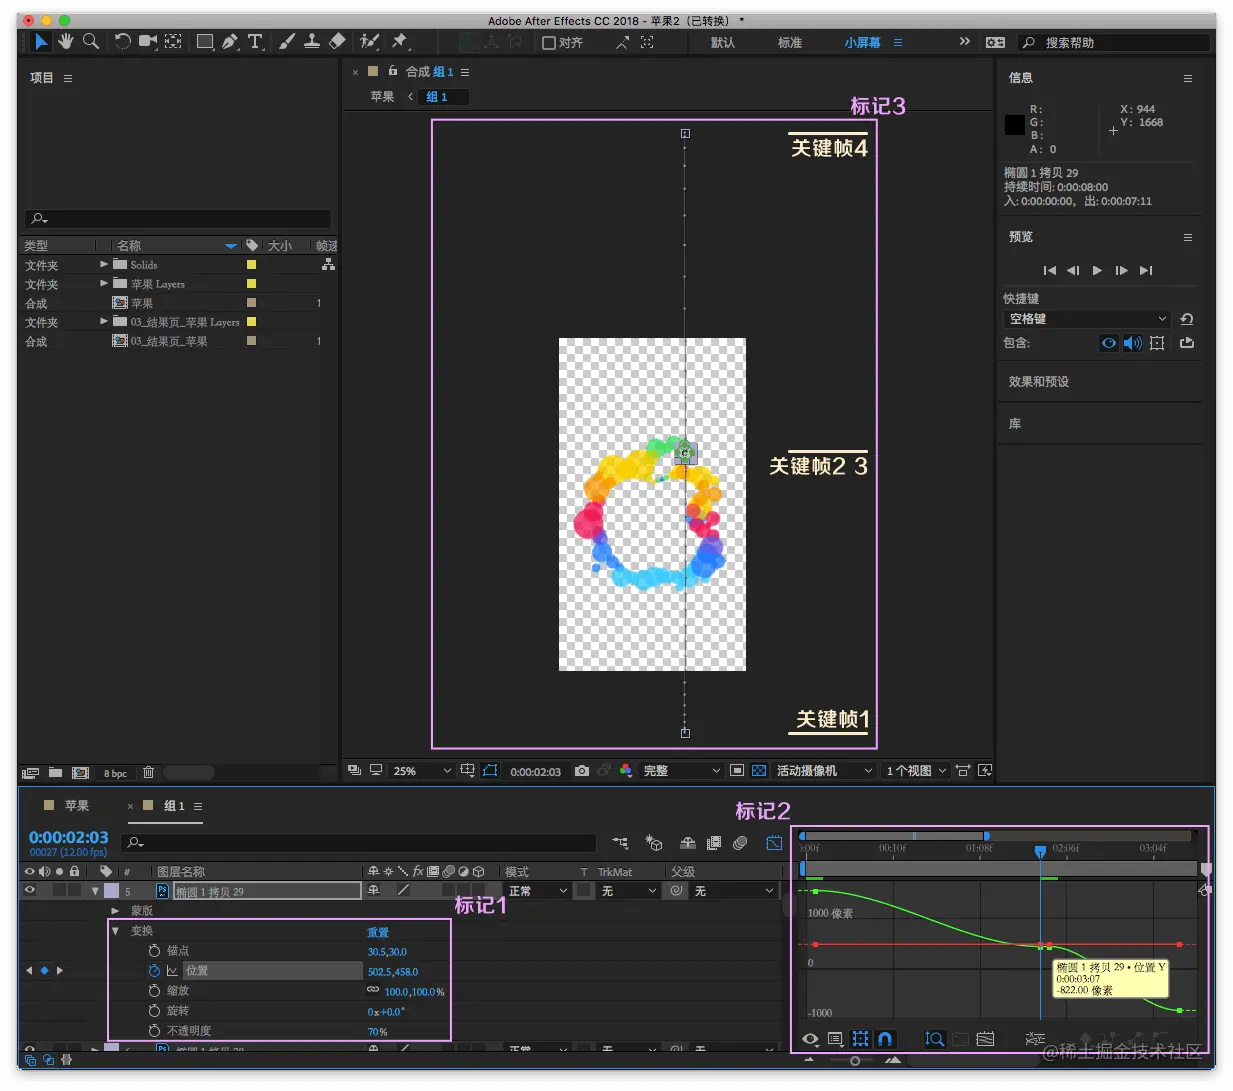 Adobe After Effects CC 2018 - 苹果2（已转换） *
对齐
默认
标准
小屏幕
搜索帮助
项目
合成 组 1
苹果
组 1
标记3
信息
R :
G :
B :
A : 0
X : 944
Y : 1668
椭圆 1 拷贝 29
持续时间: 0:00:08:00
入: 0:00:00:00，出: 0:00:07:11
关键帧4
预览
类型
名称
大小
帧速
文件夹
Solids
文件夹
苹果 Layers
合成
苹果
1
文件夹
03_结果页_苹果 Layers
合成
03_结果页_苹果
1
快捷键
空格键
包含:
效果和预设
库
关键帧2 3
关键帧1
8 bpc
25%
0:00:02:03
完整
活动摄像机
1 个视图
苹果
组 1
标记2
0:00:02:03
00027 (12.00 fps)
#
图层名称
fx
模式
T TrkMat
父级
5
Ps
椭圆 1 拷贝 29
正常
无
无
标记1
蒙版
变换
重置
锚点
30.5,30.0
位置
502.5,458.0
缩放
100.0,100.0%
旋转
0x+0.0°
不透明度
70%
:00f
00:10f
01:08f
02:06f
03:04f
1000 像素
0
-1000
椭圆 1 拷贝 29 • 位置 Y
0:00:03:07
-822.00 像素
@稀土掘金技术社区